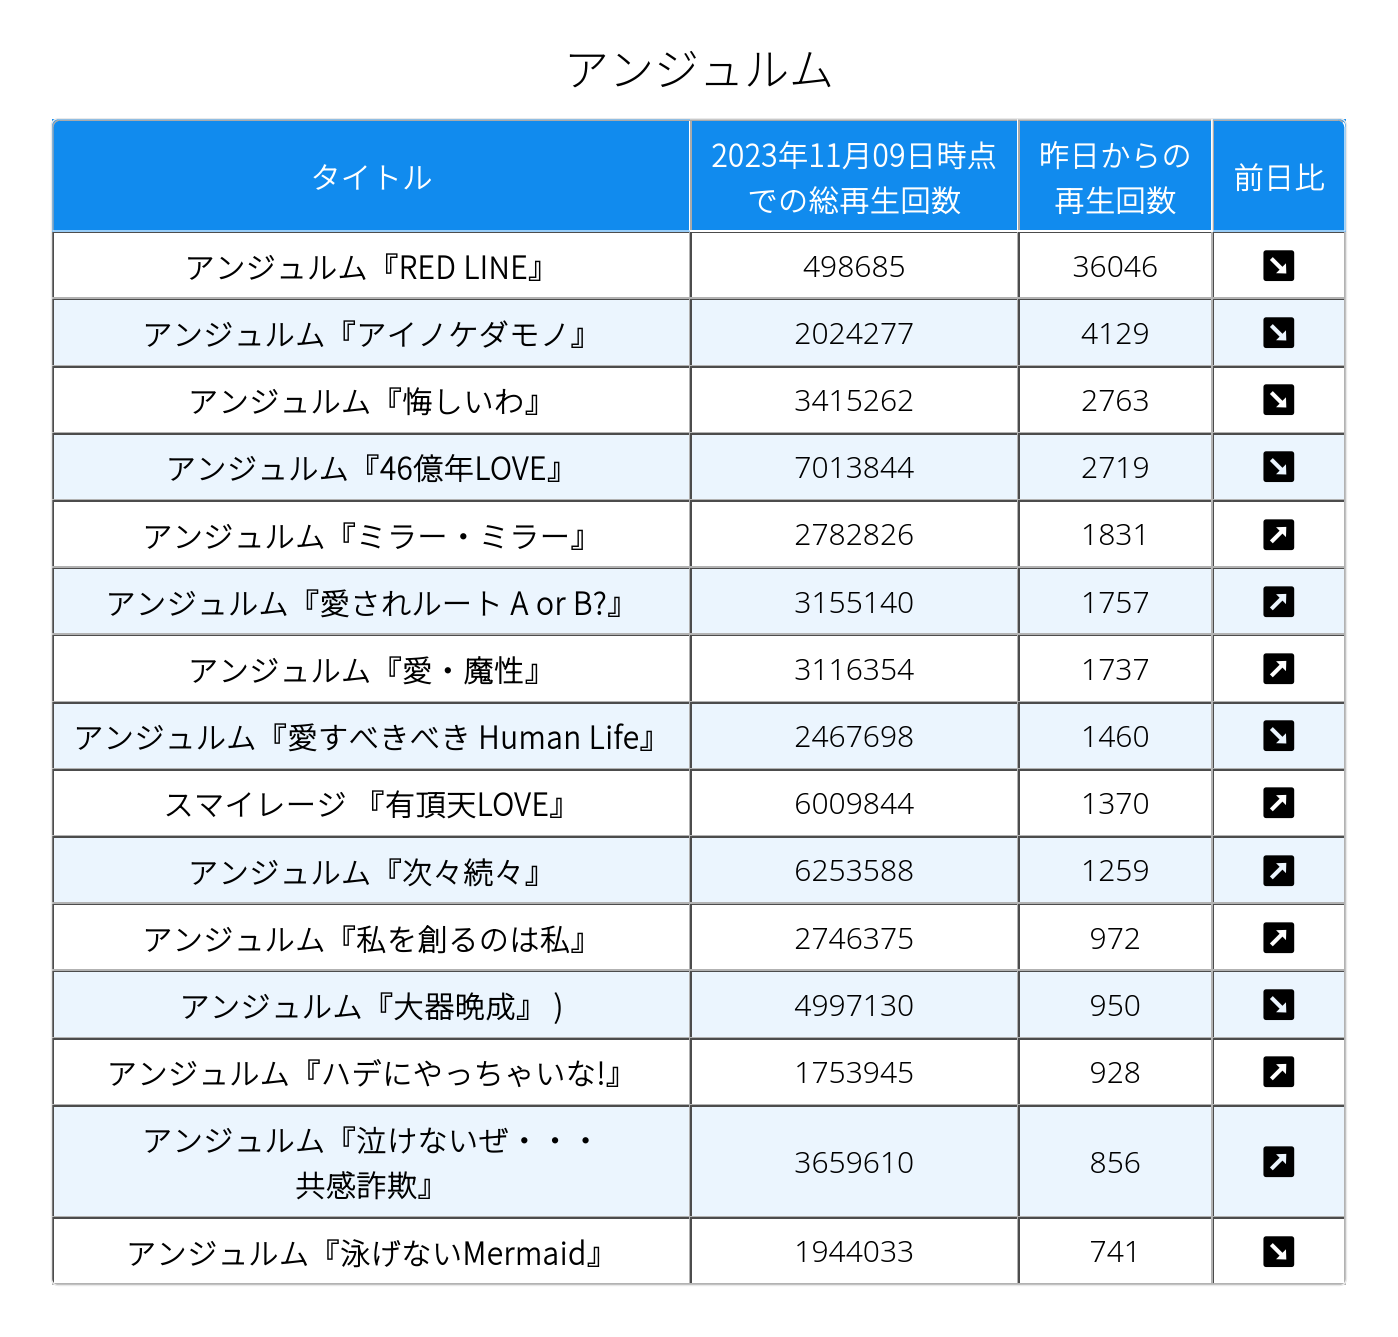 アンジュルム
タイトル
2023年11月09日時点
での総再生回数
昨日からの
再生回数
前日比
アンジュルム『RED LINE』 498685 36046
アンジュルム『アイノケダモノ』 2024277 4129
アンジュルム『悔しいわ』 3415262 2763
アンジュルム『46億年LOVE』 7013844 2719
アンジュルム『ミラー・ミラー』 2782826 1831
アンジュルム『愛されルート A or B?』 3155140 1757
アンジュルム『愛・魔性』 3116354 1737
アンジュルム『愛すべきべき Human Life』 2467698 1460
スマイレージ 『有頂天LOVE』 6009844 1370
アンジュルム『次々続々』 6253588 1259
アンジュルム『私を創るのは私』 2746375 972
アンジュルム『大器晩成』 ) 4997130 950
アンジュルム『ハデにやっちゃいな!』 1753945 928
アンジュルム『泣けないぜ・・・
共感詐欺』 3659610 856
アンジュルム『泳げないMermaid』 1944033 741